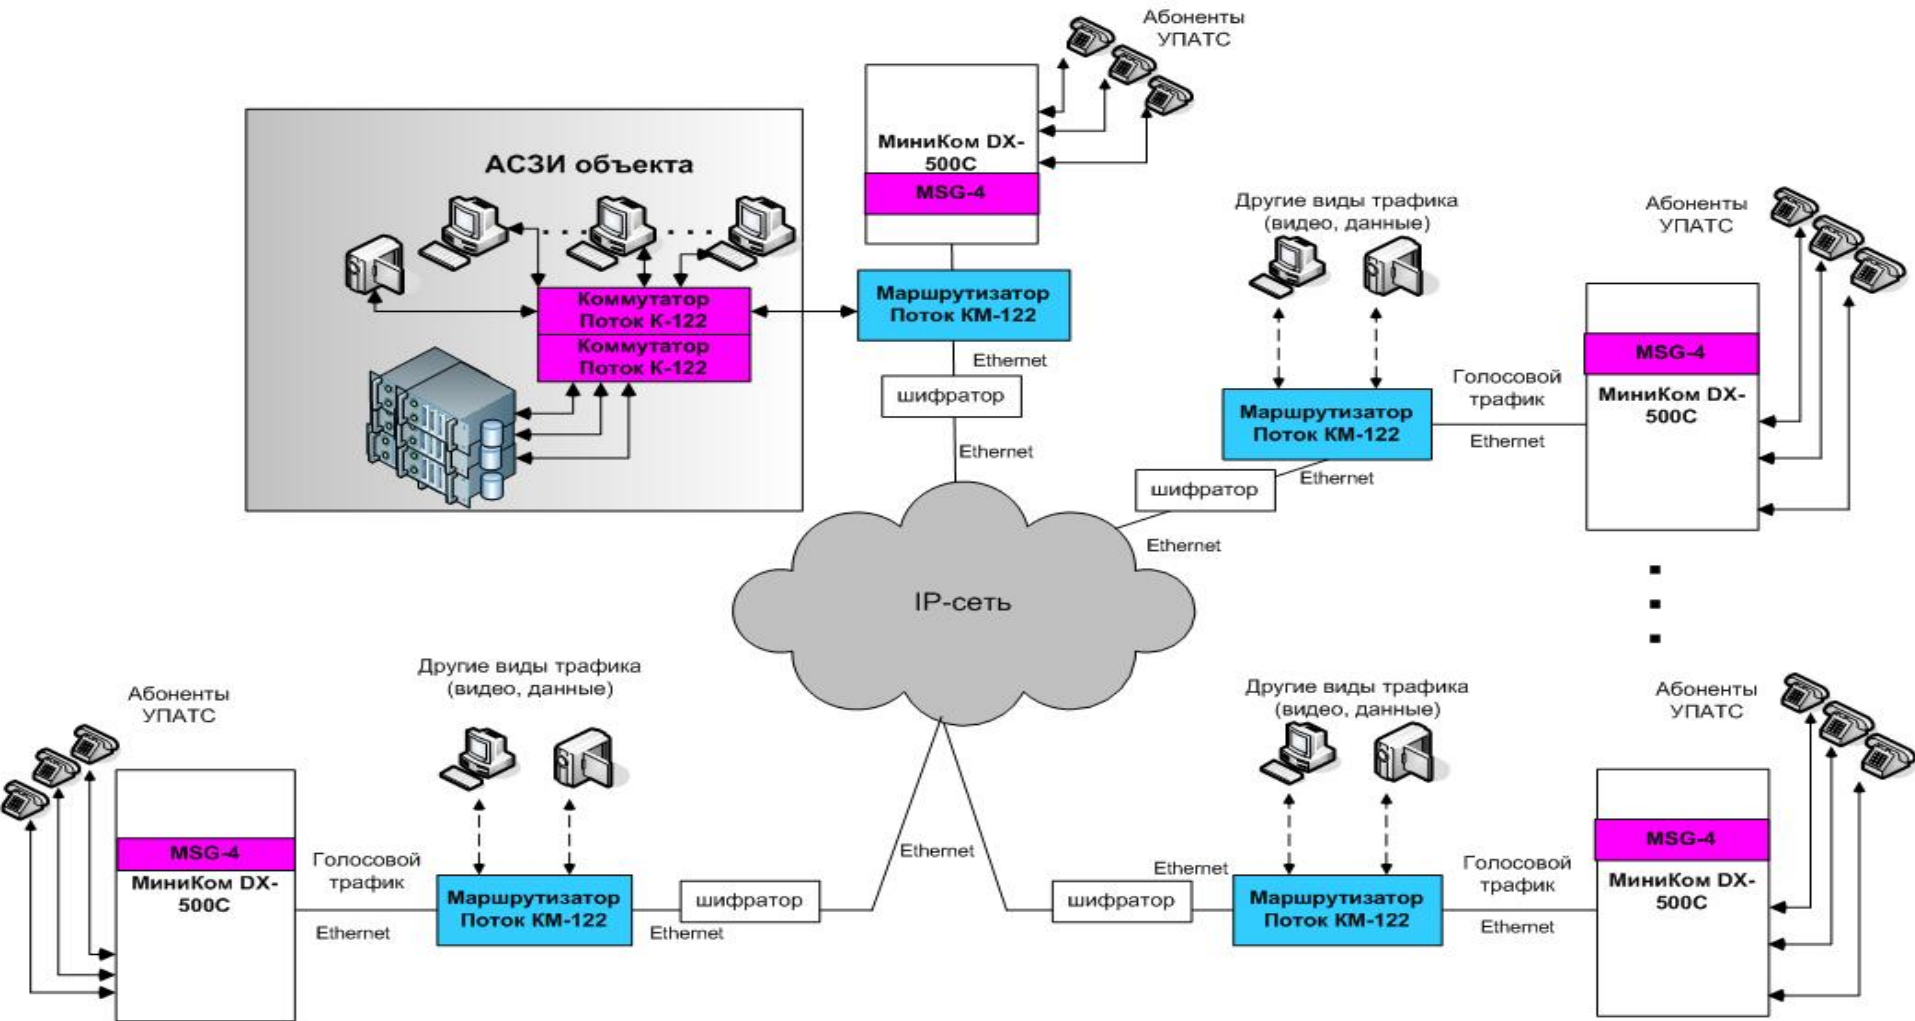 Абоненты
УПАТС
МиниКом DX-
500С
MSG-4
АСЗИ объекта
Коммутатор
Поток К-122
Коммутатор
Поток К-122
Маршрутизатор
Поток КМ-122
Ethernet
шифратор
Ethernet
Другие виды трафика
(видео, данные)
Абоненты
УПАТС
MSG-4
МиниКом DX-
500С
Голосовой
трафик
Ethernet
Маршрутизатор
Поток КМ-122
Ethernet
шифратор
Ethernet
IP-сеть
Абоненты
УПАТС
Другие виды трафика
(видео, данные)
MSG-4
МиниКом DX-
500С
Голосовой
трафик
Ethernet
Маршрутизатор
Поток КМ-122
Ethernet
шифратор
Ethernet
Другие виды трафика
(видео, данные)
Абоненты
УПАТС
шифратор
Ethernet
Маршрутизатор
Поток КМ-122
Голосовой
трафик
Ethernet
MSG-4
МиниКом DX-
500С